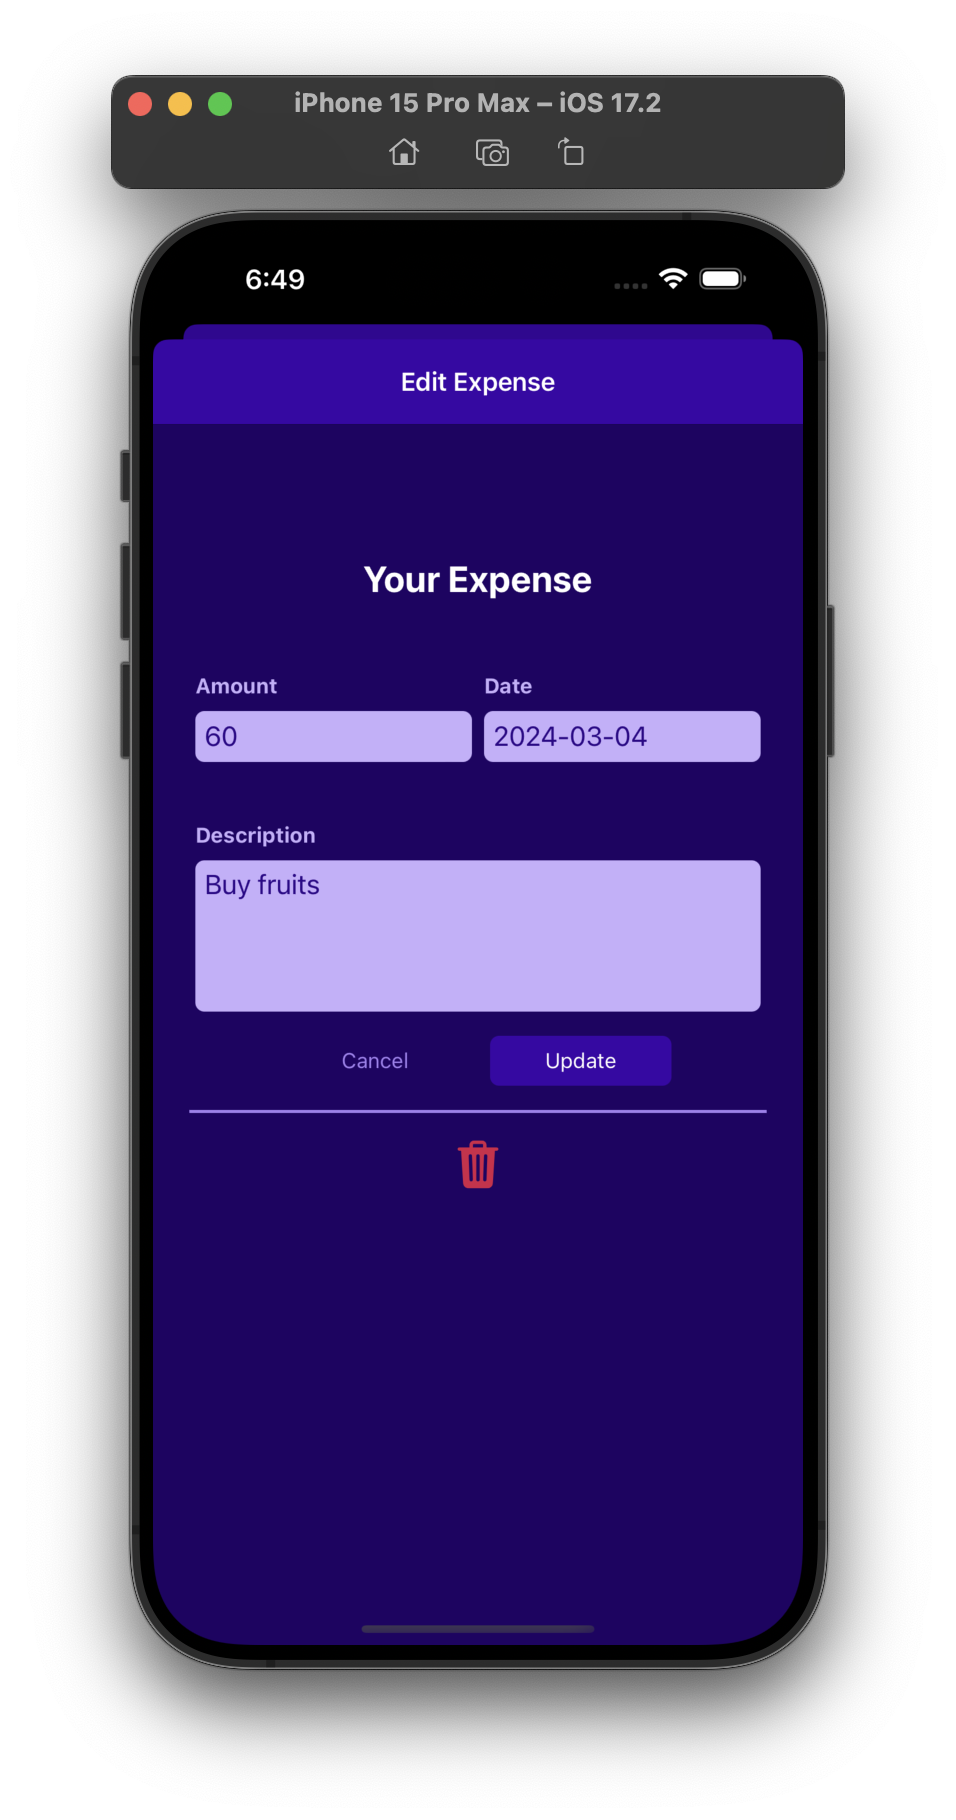 iPhone 15 Pro Max – iOS 17.2
6:49
Edit Expense
Your Expense
Amount Date
60 2024-03-04
Description
Buy fruits
Cancel Update